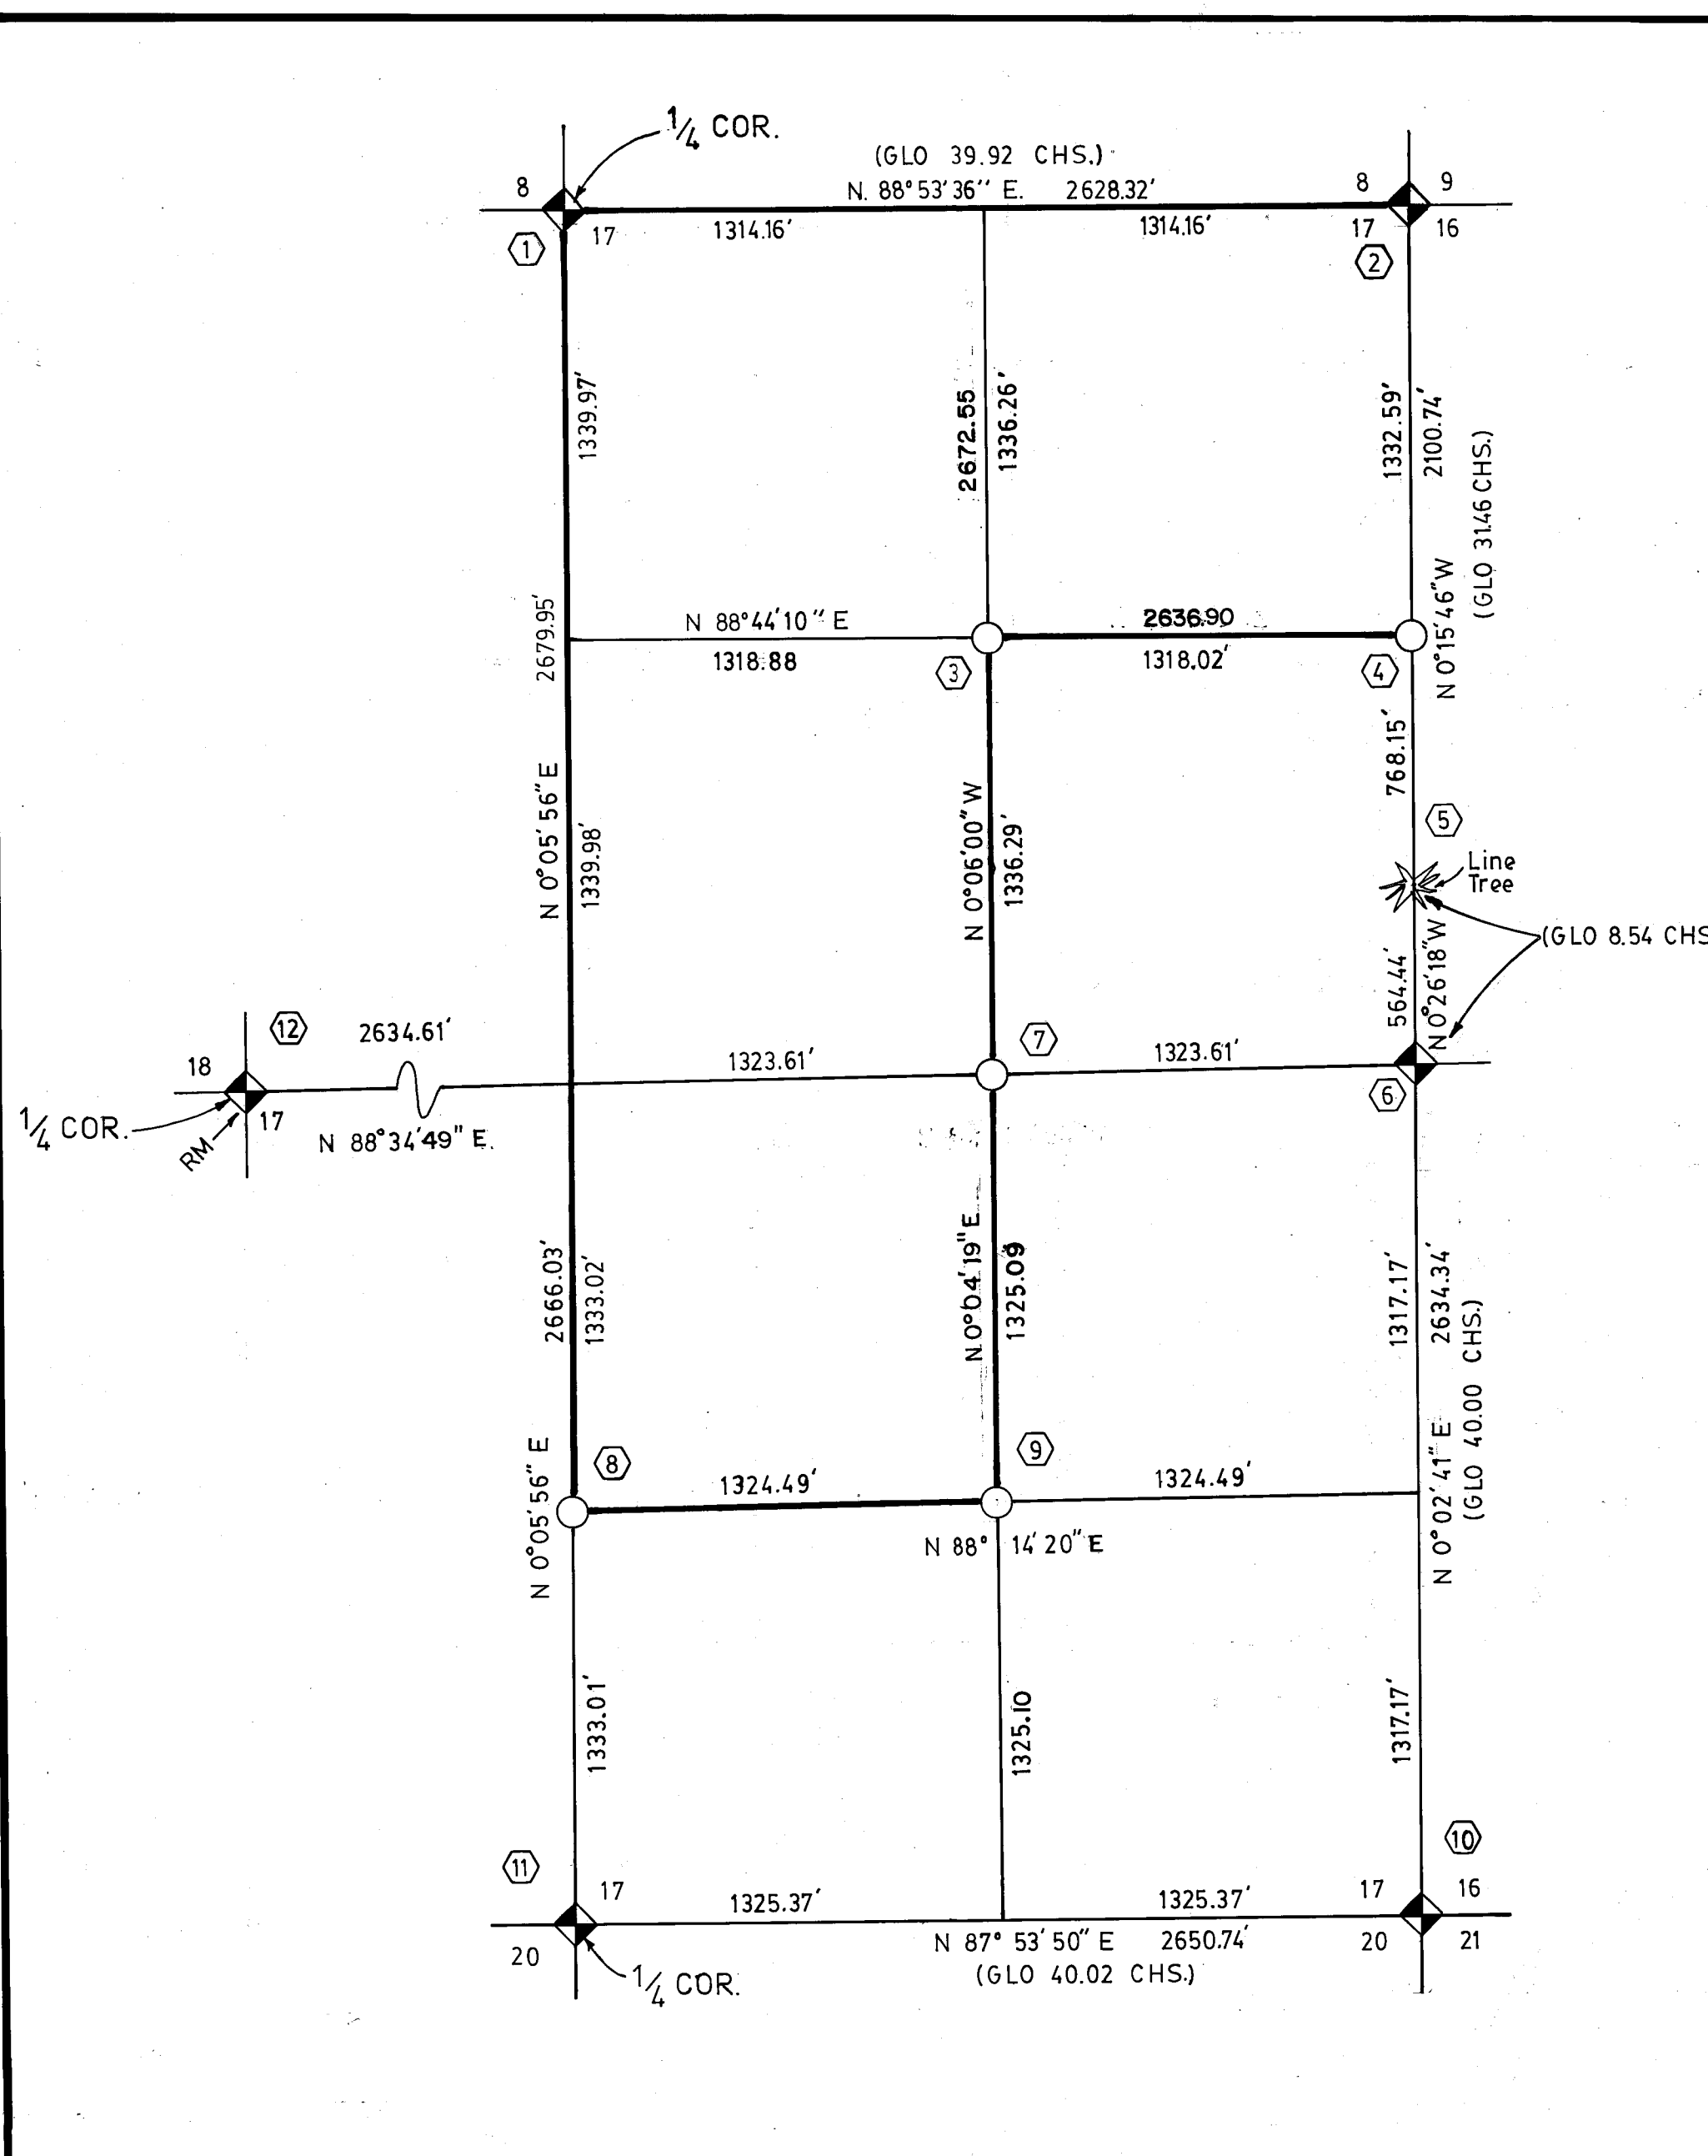 1/4 COR.
(GLO 39.92 CHS.)
N. 88°53'36" E. 2628.32'
8
8
9
17
1314.16'
1314.16'
17
16
1
2
1339.97'
2672.55
1336.26'
1332.59'
2100.74'
(GLO 31.46 CHS.)
N 0°15'46"W
2679.95'
N 88°44'10" E
2636.90
1318.88
1318.02'
3
4
768.15'
N 0°05'56" E
1339.98'
N 0°06'00" W
1336.29'
5
Line
Tree
(GLO 8.54 CHS
564.44'
N 0°26'18" W
12
2634.61'
7
18
1323.61'
1323.61'
1/4 COR.
RM
17
N 88°34'49" E.
6
2666.03'
1333.02'
N 0°04'19" E
1325.09
1317.17'
2634.34'
N 0°02'41" E
(GLO 40.00 CHS.)
N 0°05'56" E
8
9
1324.49'
1324.49'
N 88° 14'20" E
1333.01'
1325.10
1317.17'
11
10
17
1325.37'
1325.37'
17
16
20
N 87° 53'50" E 2650.74'
20
21
(GLO 40.02 CHS.)
1/4 COR.